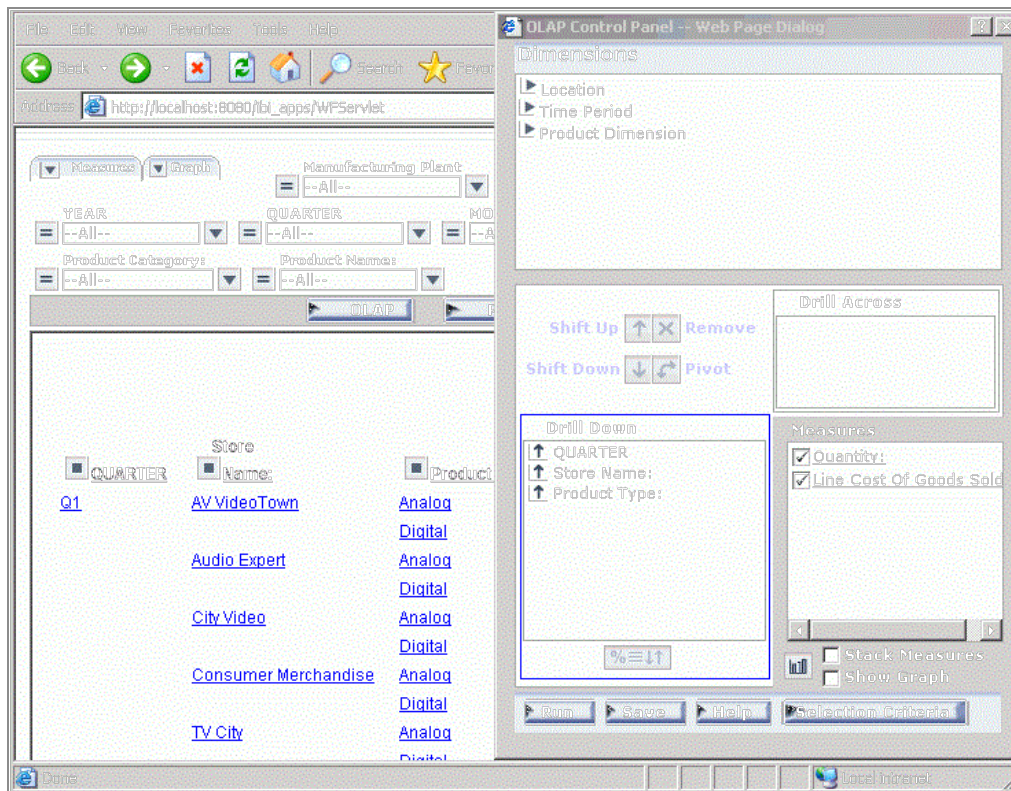 File Edit View Favorites Tools Help
Back Search Favor
Address http://localhost:8080/ibi_apps/WFServlet
Measures Graph Manufacturing Plant
--All--
YEAR QUARTER MO
--All-- --All-- --A
Product Category: Product Name:
--All-- --All--
OLAP
Store
QUARTER Name: Product
Q1 AV VideoTown Analog
Digital
Audio Expert Analog
Digital
City Video Analog
Digital
Consumer Merchandise Analog
Digital
TV City Analog
Digital
Done Local intranet
OLAP Control Panel -- Web Page Dialog
Dimensions
Location
Time Period
Product Dimension
Shift Up Remove
Shift Down Pivot
Drill Across
Drill Down
QUARTER
Store Name:
Product Type:
Measures
Quantity:
Line Cost Of Goods Sold
Stack Measures
Show Graph
Run Save Help Selection Criteria